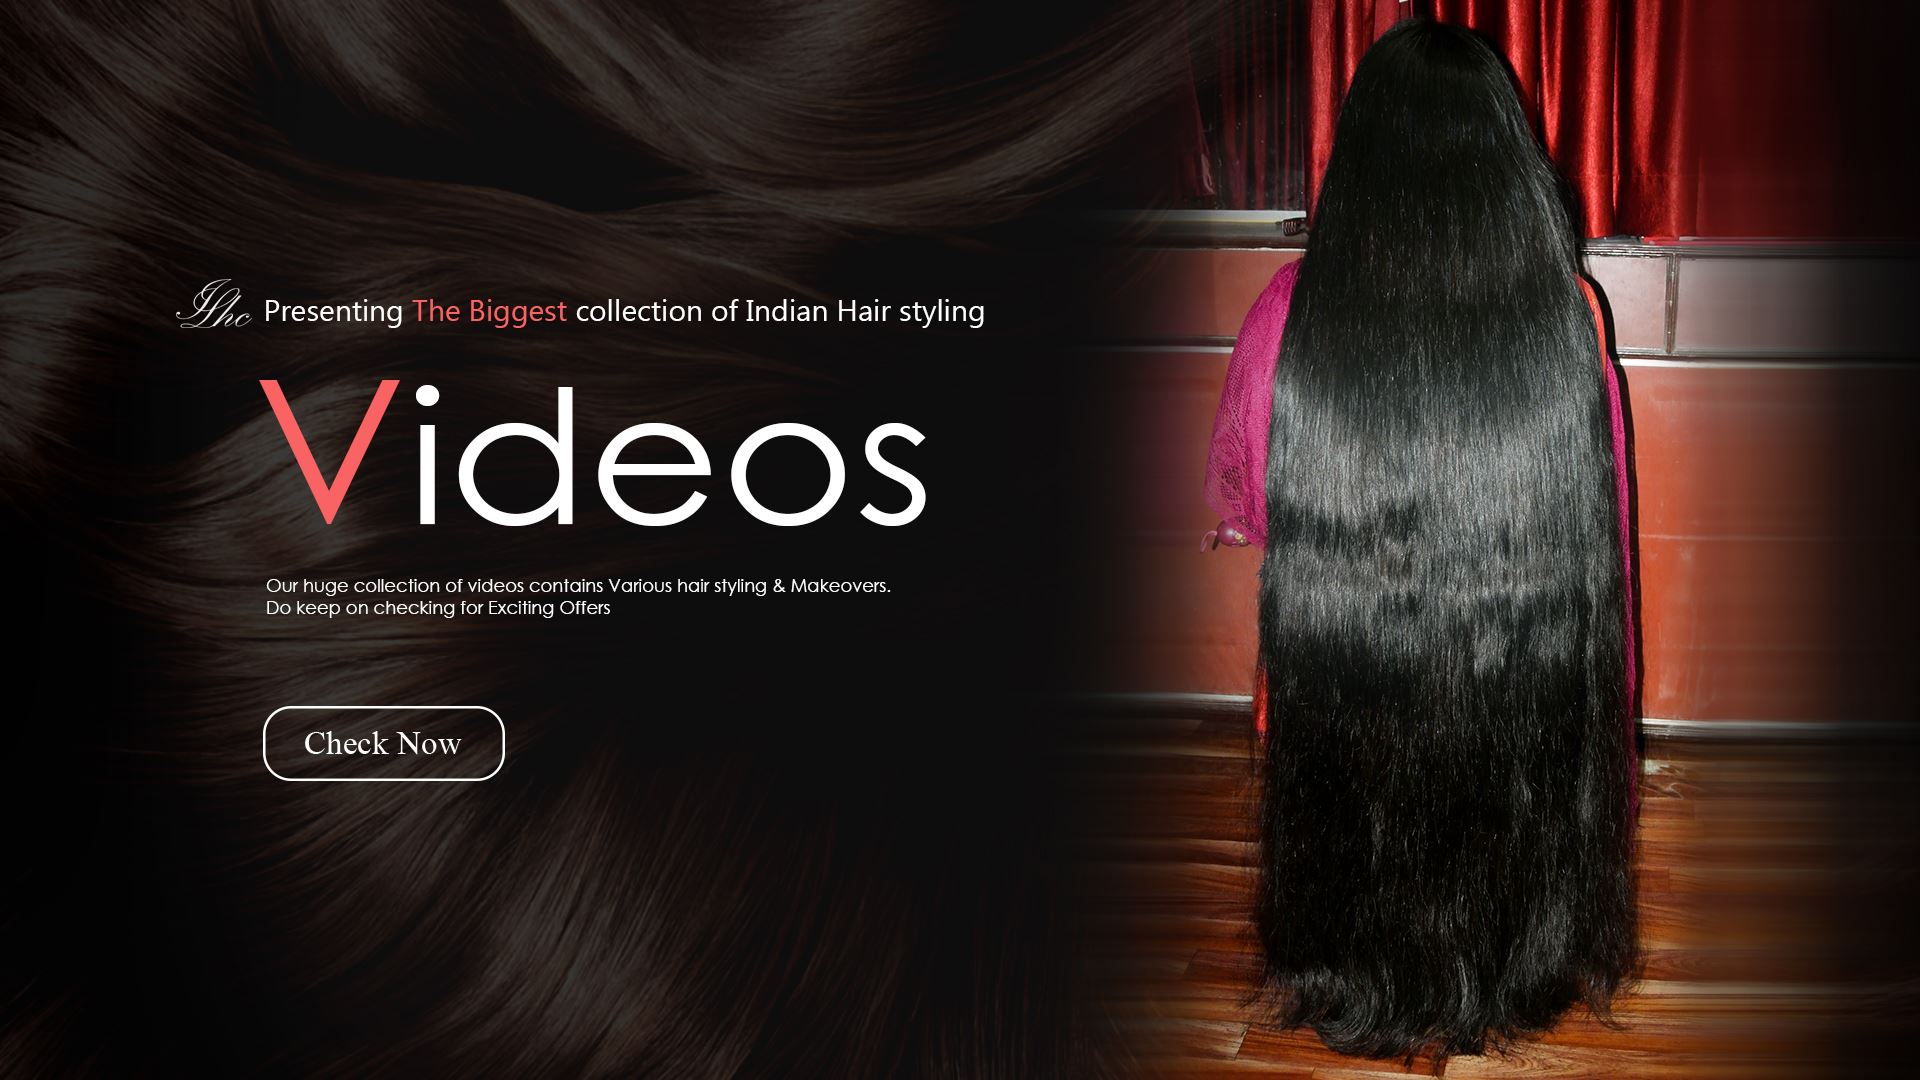 Ihc Presenting The Biggest collection of Indian Hair styling
Videos
Our huge collection of videos contains Various hair styling & Makeovers.
Do keep on checking for Exciting Offers
Check Now